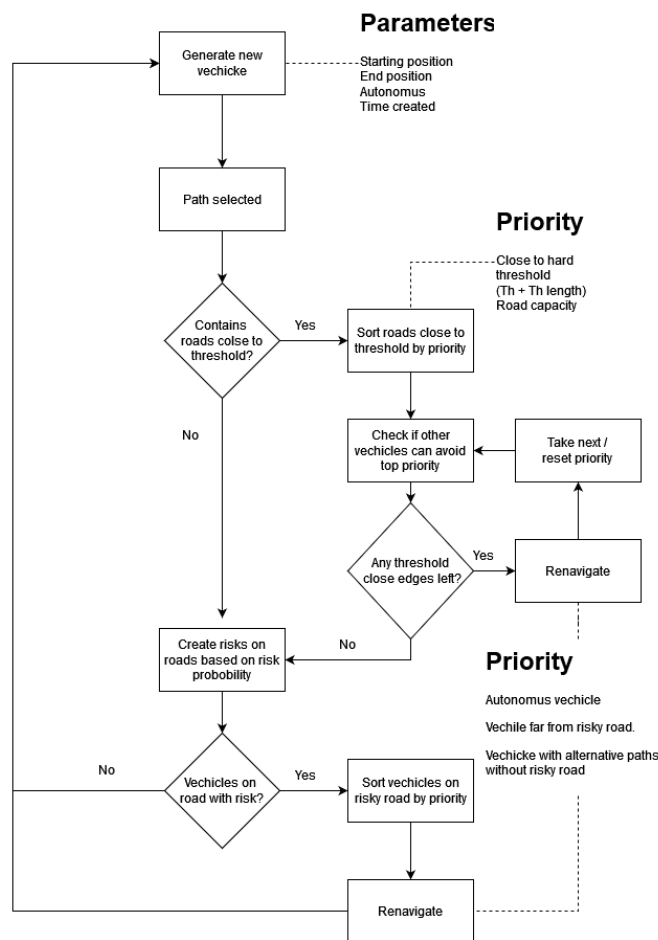 Parameters
Generate new
vechicke
Starting position
End position
Autonomus
Time created
Path selected
Priority
Close to hard
threshold
(Th + Th length)
Road capacity
Contains
roads colse to
threshold?
Yes
Sort roads close to
threshold by priority
No
Check if other
vechicles can avoid
top priority
Take next /
reset priority
Any threshold
close edges left?
Yes
Renavigate
No
Create risks on
roads based on risk
probobility
Priority
Autonomus vechicle
Vechile far from risky road.
Vechicke with alternative paths
without risky road
No
Vechicles on
road with risk?
Yes
Sort vechicles on
risky road by priority
Renavigate